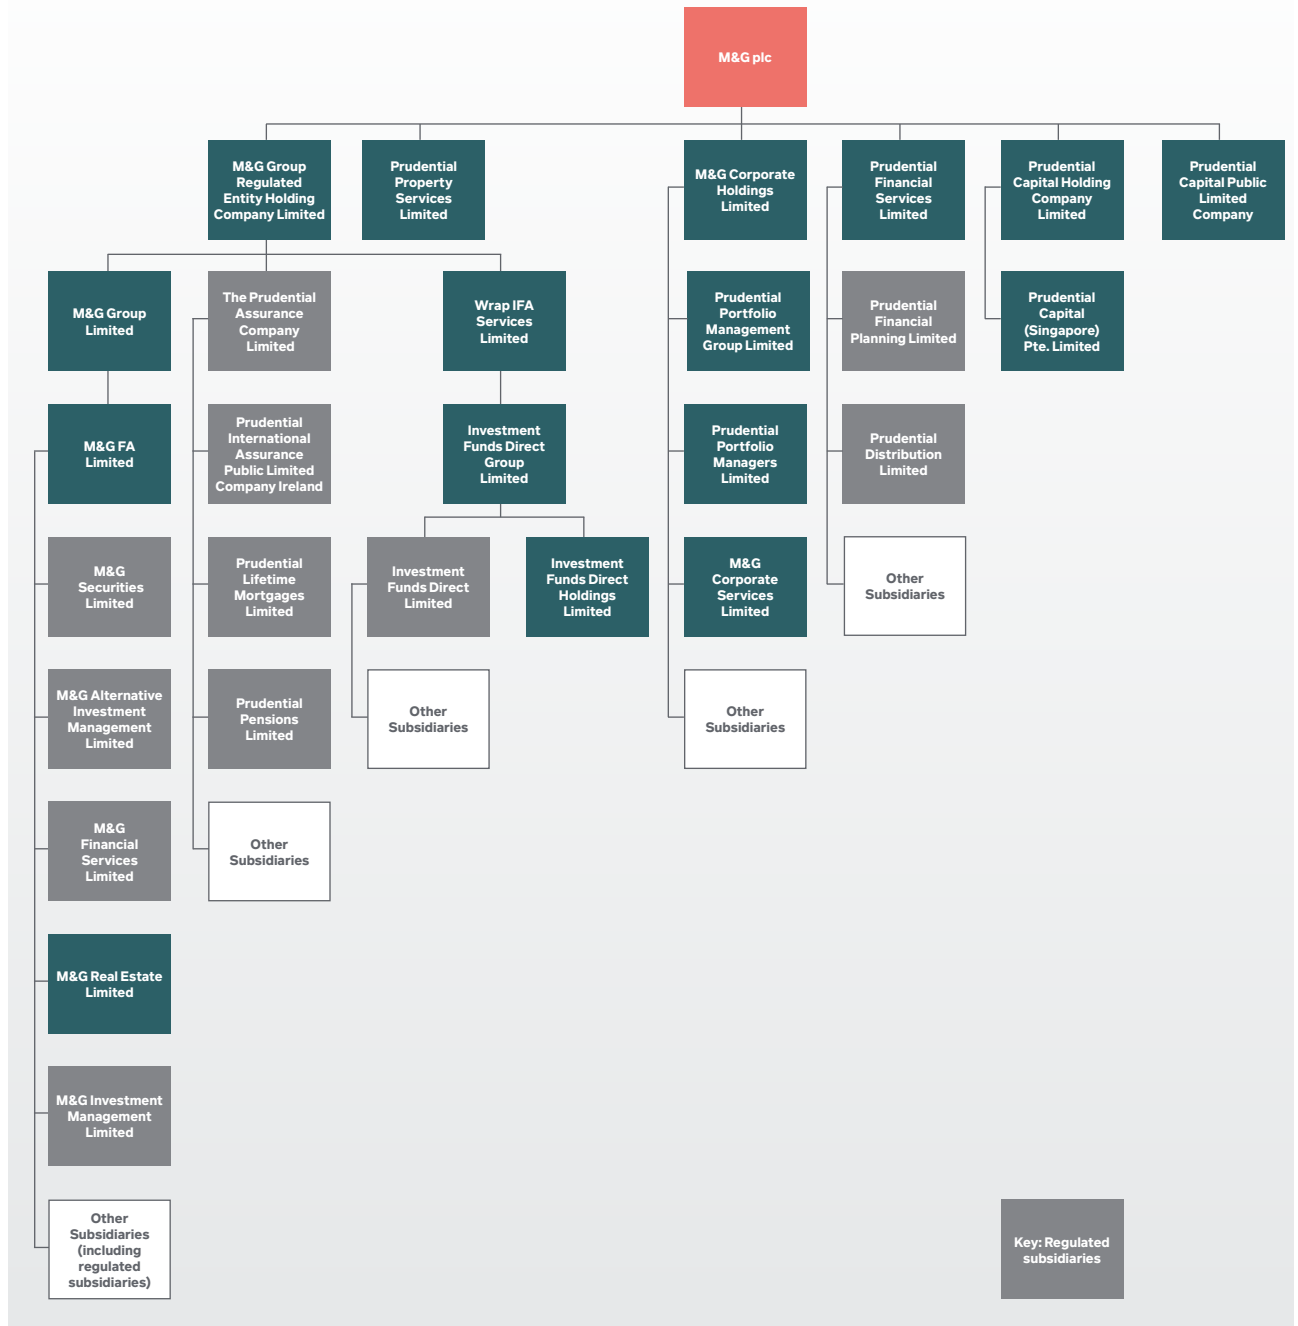 M&G plc
M&G Group
Regulated
Entity Holding
Company Limited
Prudential
Property
Services
Limited
M&G Corporate
Holdings
Limited
Prudential
Financial
Services
Limited
Prudential
Capital Holding
Company
Limited
Prudential
Capital Public
Limited
Company
M&G Group
Limited
The Prudential
Assurance
Company
Limited
Wrap IFA
Services
Limited
Prudential
Portfolio
Management
Group Limited
Prudential
Financial
Planning Limited
Prudential
Capital
(Singapore)
Pte. Limited
M&G FA
Limited
Prudential
International
Assurance
Public Limited
Company Ireland
Investment
Funds Direct
Group
Limited
Prudential
Portfolio
Managers
Limited
Prudential
Distribution
Limited
M&G
Securities
Limited
Prudential
Lifetime
Mortgages
Limited
Investment
Funds Direct
Limited
Investment
Funds Direct
Holdings
Limited
M&G
Corporate
Services
Limited
Other
Subsidiaries
M&G Alternative
Investment
Management
Limited
Prudential
Pensions
Limited
Other
Subsidiaries
Other
Subsidiaries
M&G
Financial
Services
Limited
Other
Subsidiaries
M&G Real Estate
Limited
M&G Investment
Management
Limited
Other
Subsidiaries
(including
regulated
subsidiaries)
Key: Regulated
subsidiaries